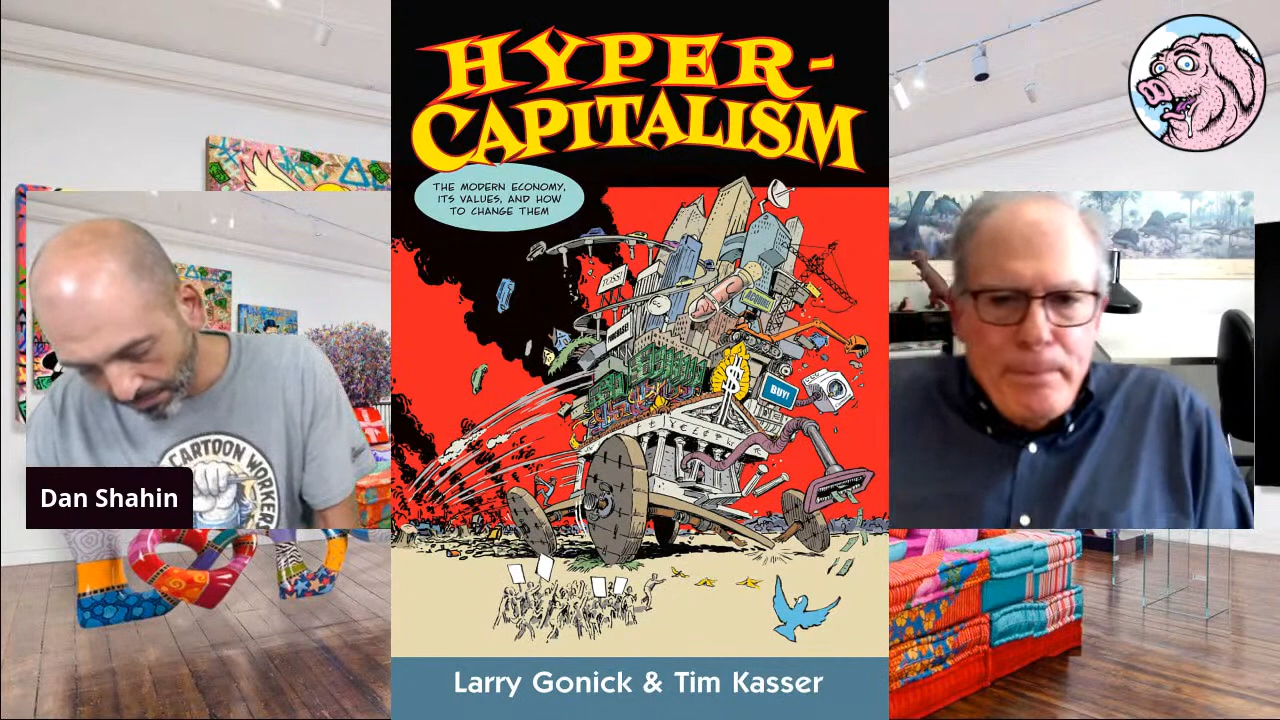 HYPER-
CAPITALISM
THE MODERN ECONOMY,
ITS VALUES, AND HOW
TO CHANGE THEM
BUY!
$
CARTOON WORKERS
Dan Shahin
Larry Gonick & Tim Kasser